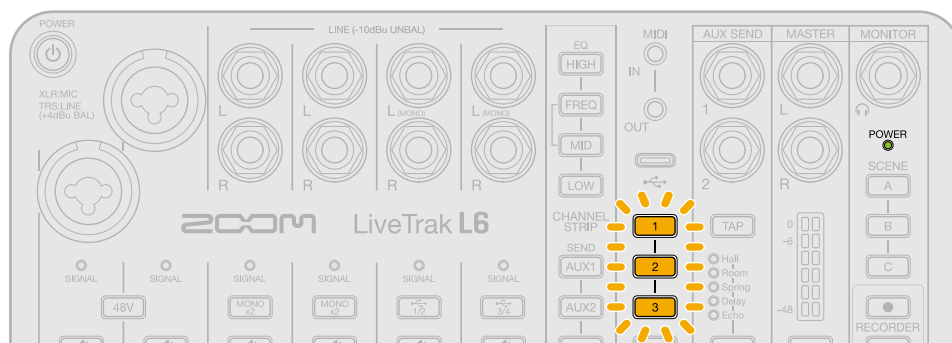 POWER
LINE (-10dBu UNBAL)
XLR:MIC
TRS:LINE
(+4dBu BAL)
L
L
L (MONO)
L (MONO)
R
R
R
R
ZOOM LiveTrak L6
SIGNAL
SIGNAL
SIGNAL
SIGNAL
SIGNAL
SIGNAL
48V
MONO
x2
MONO
x2
1/2
3/4
EQ
HIGH
FREQ
MID
LOW
CHANNEL
STRIP
SEND
AUX1
AUX2
MIDI
IN
OUT
1
2
3
AUX SEND
1
2
TAP
Hall
Room
Spring
Delay
Echo
MASTER
L
R
0
-6
-48
MONITOR
POWER
SCENE
A
B
C
RECORDER